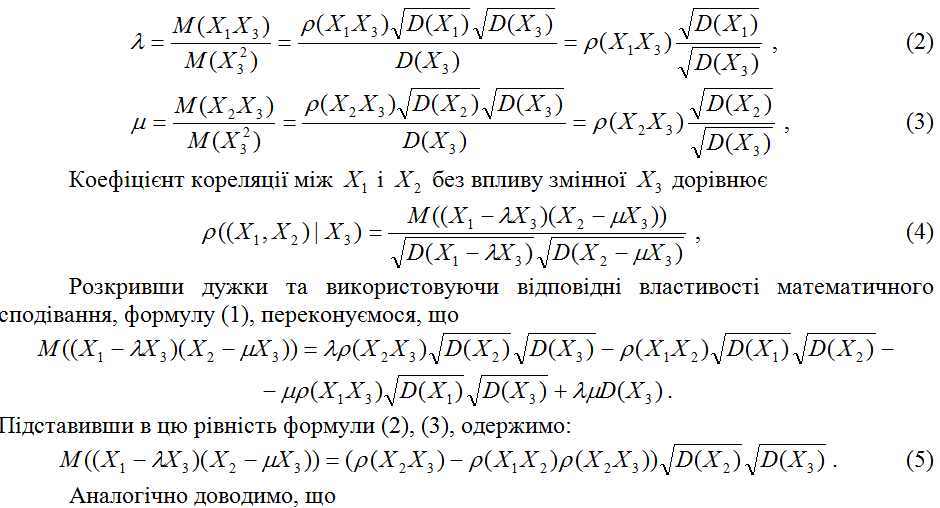 λ = M(X₁X₃)/M(X₃²) = ρ(X₁X₃)√D(X₁)√D(X₃)/D(X₃) = ρ(X₁X₃) √D(X₁)/√D(X₃) , (2)
μ = M(X₂X₃)/M(X₃²) = ρ(X₂X₃)√D(X₂)√D(X₃)/D(X₃) = ρ(X₂X₃) √D(X₂)/√D(X₃) , (3)
Коефіцієнт кореляції між X₁ і X₂ без впливу змінної X₃ дорівнює
ρ((X₁, X₂) | X₃) = M((X₁ − λX₃)(X₂ − μX₃))/√D(X₁ − λX₃)√D(X₂ − μX₃) , (4)
Розкривши дужки та використовуючи відповідні властивості математичного
сподівання, формулу (1), переконуємося, що
M((X₁ − λX₃)(X₂ − μX₃)) = λρ(X₂X₃)√D(X₂)√D(X₃) − ρ(X₁X₂)√D(X₁)√D(X₂) −
− μρ(X₁X₃)√D(X₁)√D(X₃) + λμD(X₃) .
Підставивши в цю рівність формули (2), (3), одержимо:
M((X₁ − λX₃)(X₂ − μX₃)) = (ρ(X₂X₃) − ρ(X₁X₂)ρ(X₂X₃))√D(X₂)√D(X₃) . (5)
Аналогічно доводимо, що